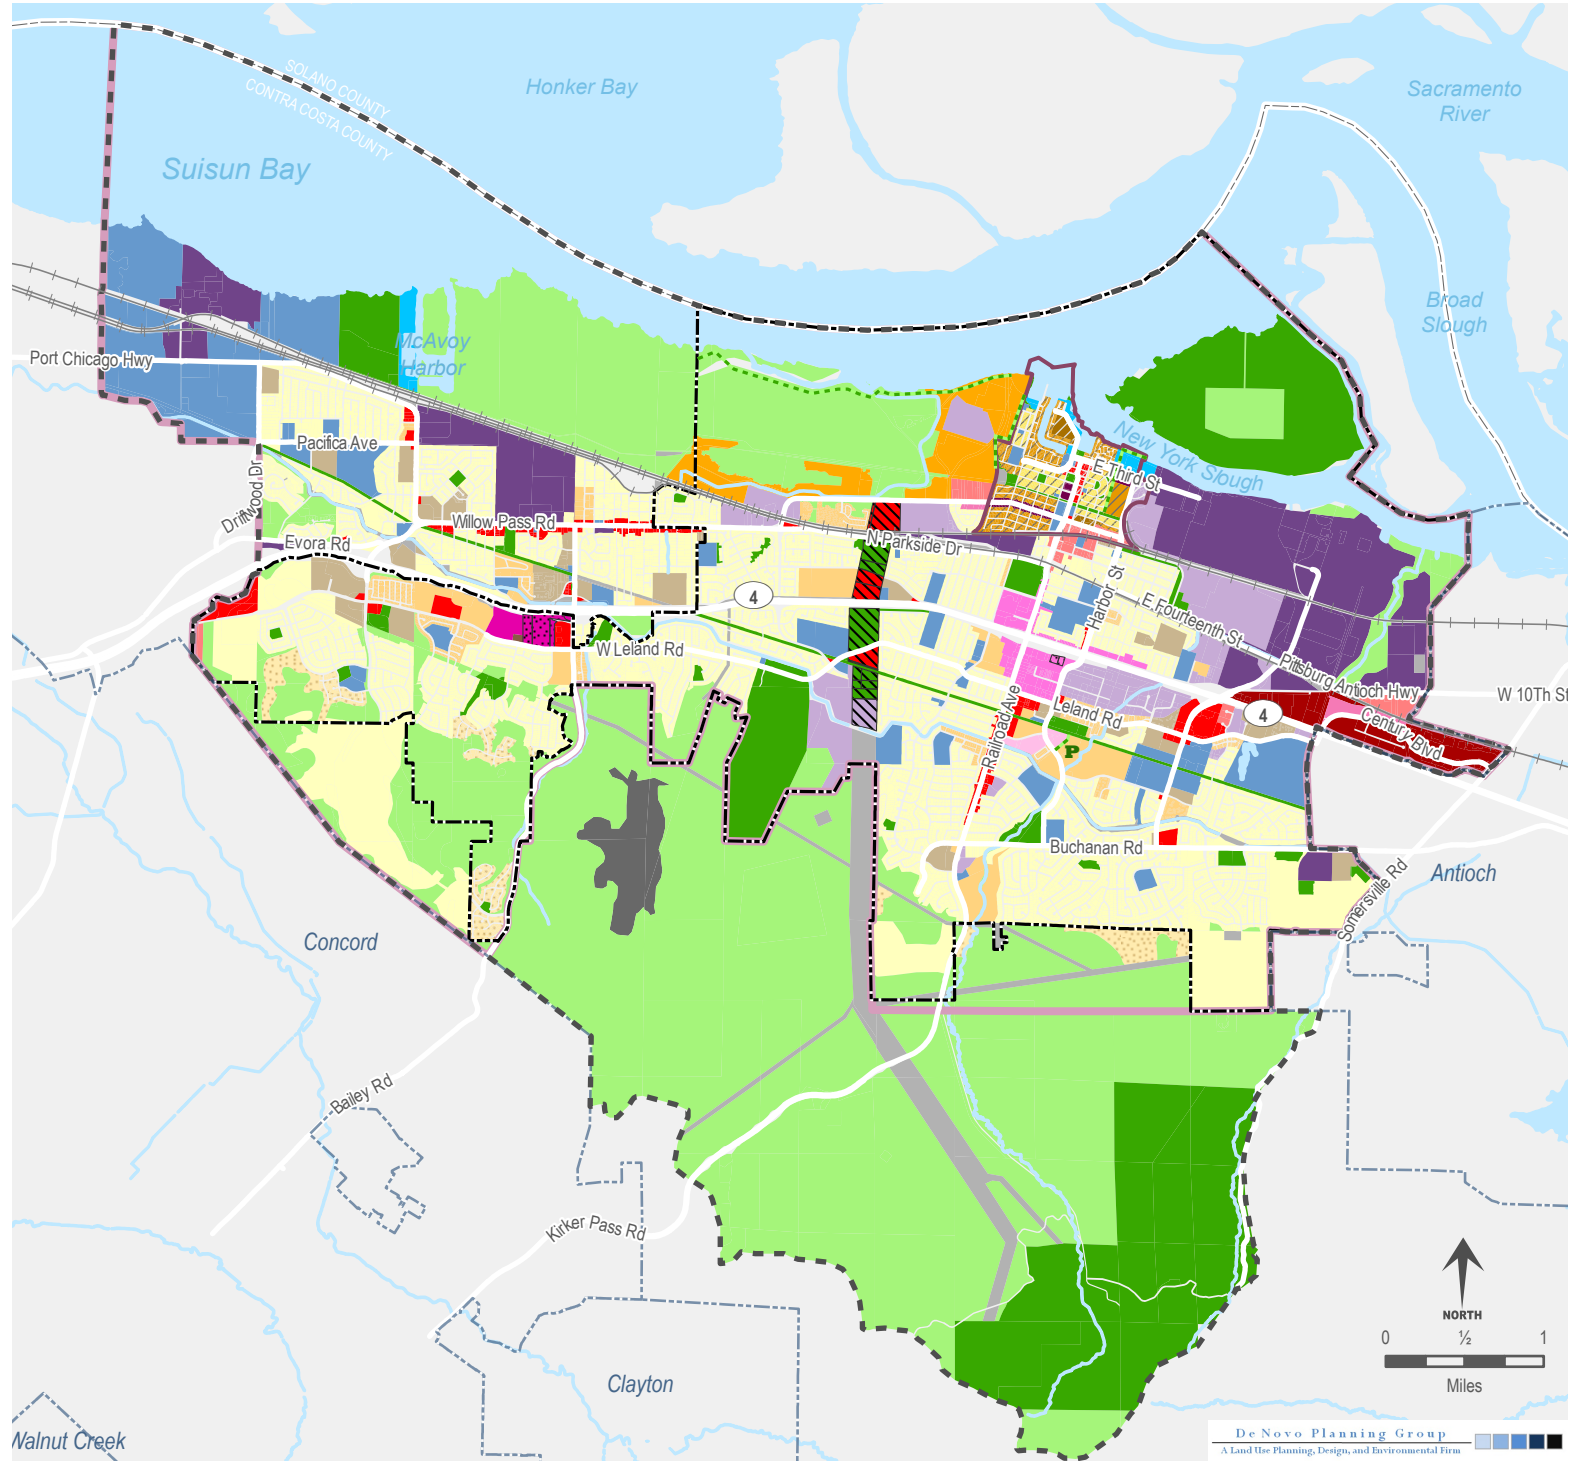 SOLANO COUNTY
CONTRA COSTA COUNTY
Honker Bay
Sacramento
River
Suisun Bay
Broad
Slough
McAvoy
Harbor
Port Chicago Hwy
Pacifica Ave
New York Slough
E Third St
Driftwood Dr
Willow Pass Rd
Evora Rd
N Parkside Dr
4
Harbor St
E Fourteenth St
W Leland Rd
Pittsburg Antioch Hwy
W 10Th St
Leland Rd
4
Century Blvd
Railroad Ave
P
Buchanan Rd
Somersville Rd
Antioch
Concord
Bailey Rd
Kirker Pass Rd
NORTH
0 ½ 1
Miles
Clayton
Walnut Creek
De Novo Planning Group
A Land Use Planning, Design, and Environmental Firm